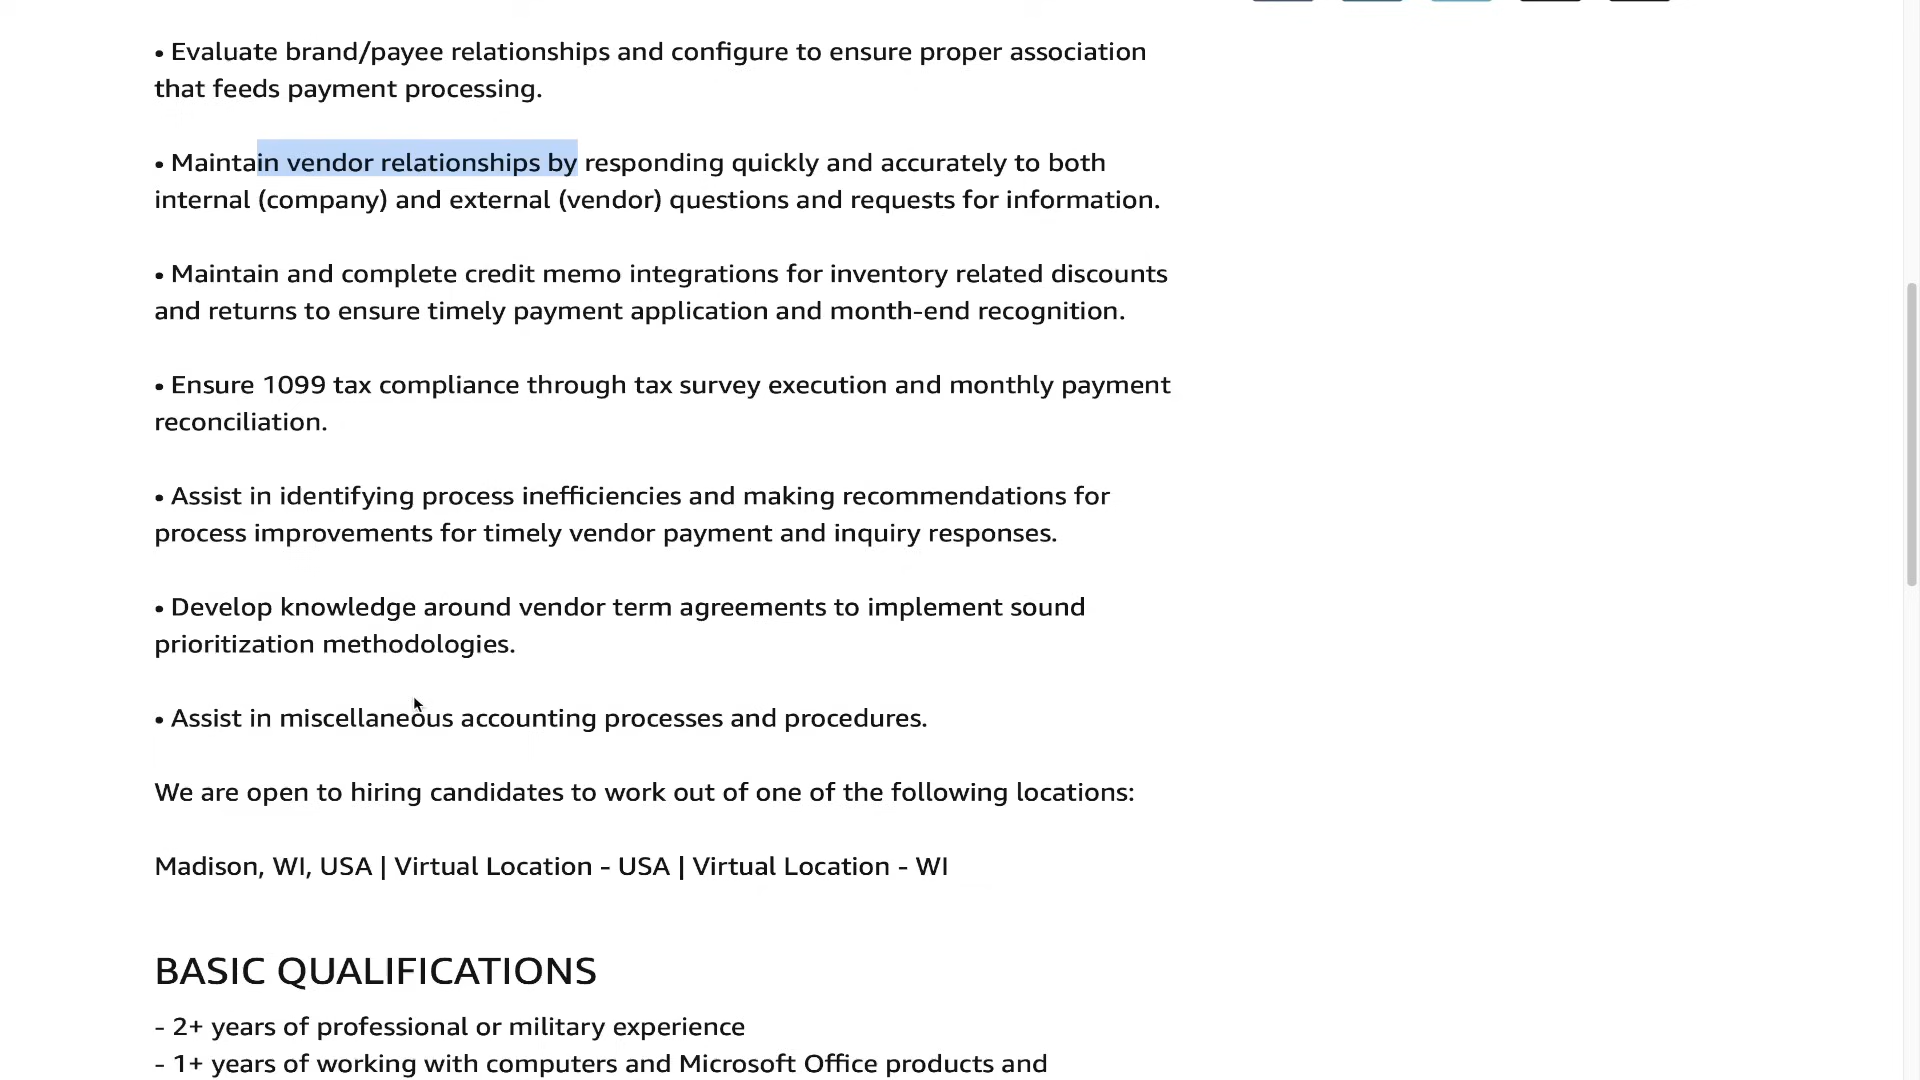 • Evaluate brand/payee relationships and configure to ensure proper association
that feeds payment processing.
• Maintain vendor relationships by responding quickly and accurately to both
internal (company) and external (vendor) questions and requests for information.
• Maintain and complete credit memo integrations for inventory related discounts
and returns to ensure timely payment application and month-end recognition.
• Ensure 1099 tax compliance through tax survey execution and monthly payment
reconciliation.
• Assist in identifying process inefficiencies and making recommendations for
process improvements for timely vendor payment and inquiry responses.
• Develop knowledge around vendor term agreements to implement sound
prioritization methodologies.
• Assist in miscellaneous accounting processes and procedures.
We are open to hiring candidates to work out of one of the following locations:
Madison, WI, USA | Virtual Location - USA | Virtual Location - WI
BASIC QUALIFICATIONS
- 2+ years of professional or military experience
- 1+ years of working with computers and Microsoft Office products and